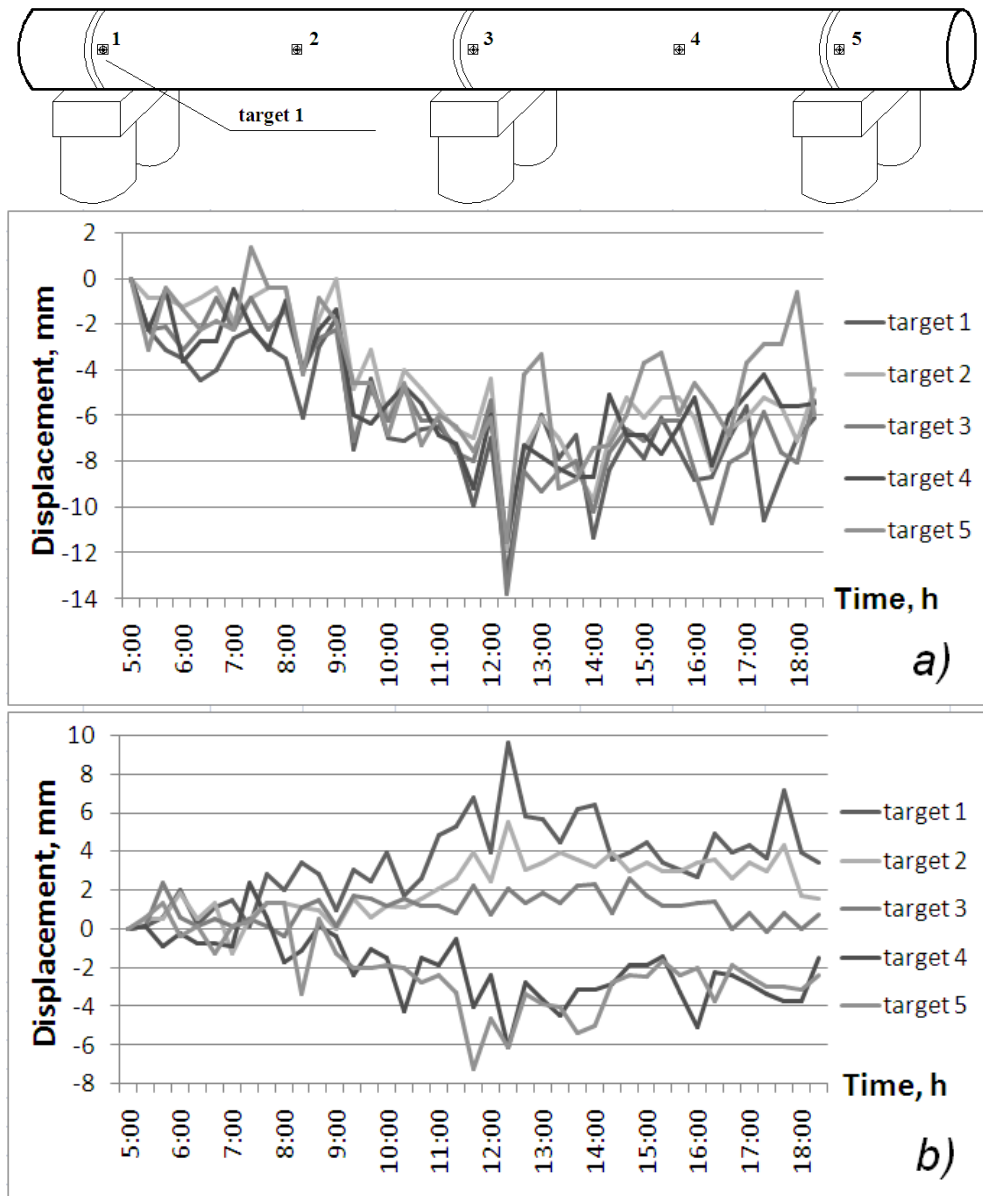 1 2 3 4 5
target 1
2
0
-2
-4
-6
-8
-10
-12
-14
Displacement, mm
5:00 6:00 7:00 8:00 9:00 10:00 11:00 12:00 13:00 14:00 15:00 16:00 17:00 18:00
target 1
target 2
target 3
target 4
target 5
Time, h
a)
10
8
6
4
2
0
-2
-4
-6
-8
Displacement, mm
5:00 6:00 7:00 8:00 9:00 10:00 11:00 12:00 13:00 14:00 15:00 16:00 17:00 18:00
target 1
target 2
target 3
target 4
target 5
Time, h
b)